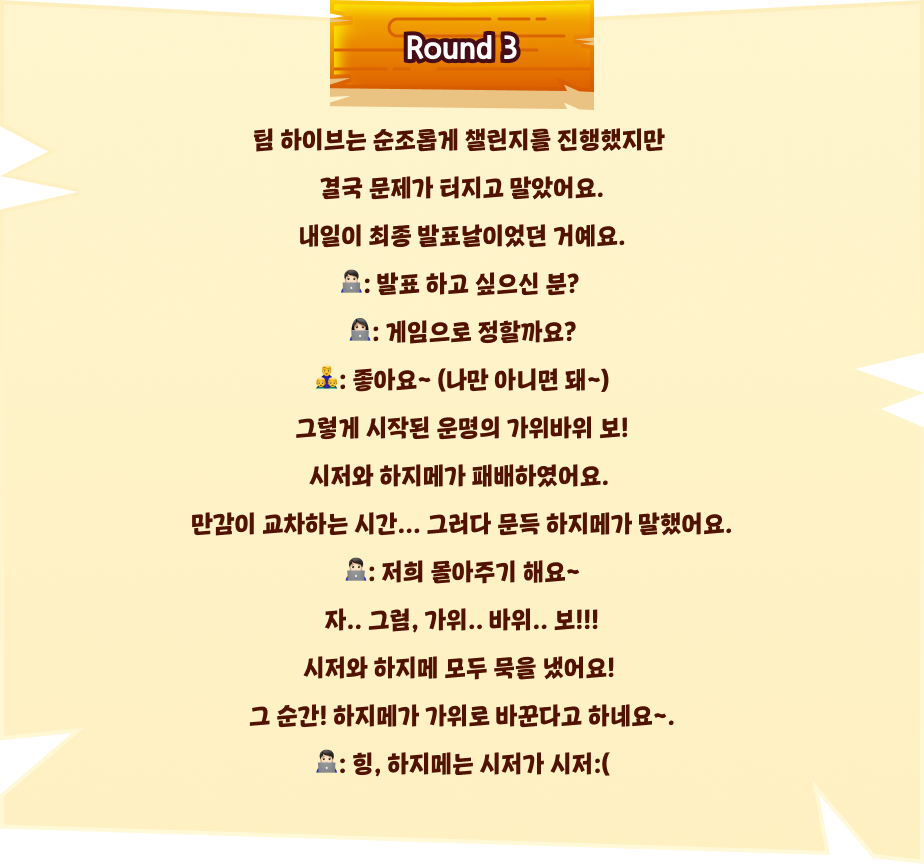 Round 3
팀 하이브는 순조롭게 챌린지를 진행했지만
결국 문제가 터지고 말았어요.
내일이 최종 발표날이었던 거예요.
👨🏻‍💻: 발표 하고 싶으신 분?
👩🏻‍💻: 게임으로 정할까요?
👨‍👧‍👦: 좋아요~ (나만 아니면 돼~)
그렇게 시작된 운명의 가위바위 보!
시저와 하지메가 패배하였어요.
만감이 교차하는 시간... 그러다 문득 하지메가 말했어요.
👨🏻‍💻: 저희 몰아주기 해요~
자.. 그럼, 가위.. 바위.. 보!!!
시저와 하지메 모두 묵을 냈어요!
그 순간! 하지메가 가위로 바꾼다고 하네요~.
👨🏻‍💻: 힝, 하지메는 시저가 시저:(